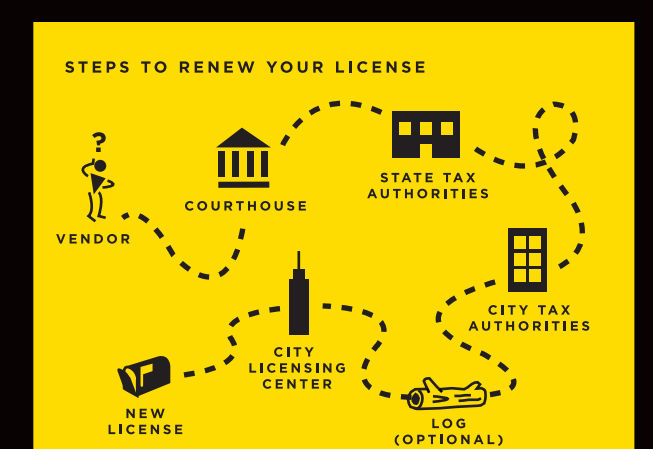 STEPS TO RENEW YOUR LICENSE
?
VENDOR
COURTHOUSE
STATE TAX
AUTHORITIES
CITY TAX
AUTHORITIES
LOG
(OPTIONAL)
CITY
LICENSING
CENTER
NEW
LICENSE